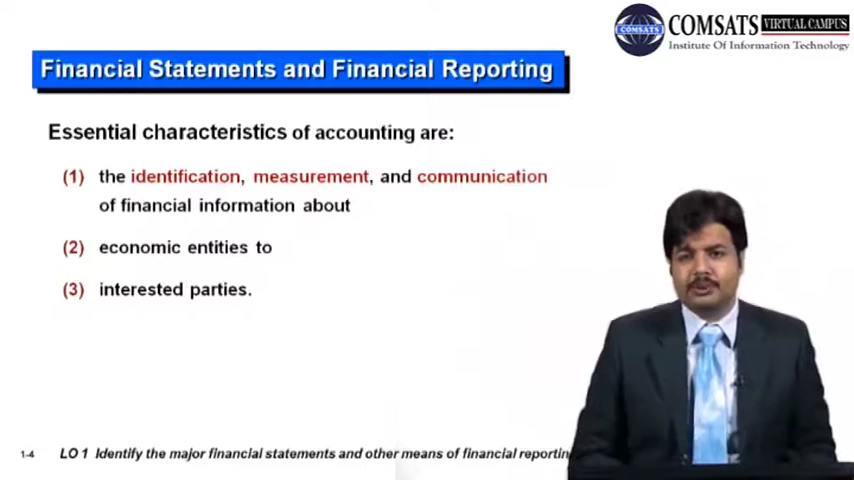 COMSATS VIRTUAL CAMPUS
COMSATS
Institute Of Information Technology
Financial Statements and Financial Reporting
Essential characteristics of accounting are:
(1) the identification, measurement, and communication
of financial information about
(2) economic entities to
(3) interested parties.
1-4 LO 1 Identify the major financial statements and other means of financial reportin